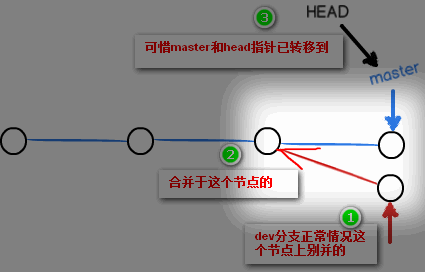 3
HEAD
可惜master和head指针已转移到
master
2
合并于这个节点的
1
dev分支正常情况这
个节点上别并的